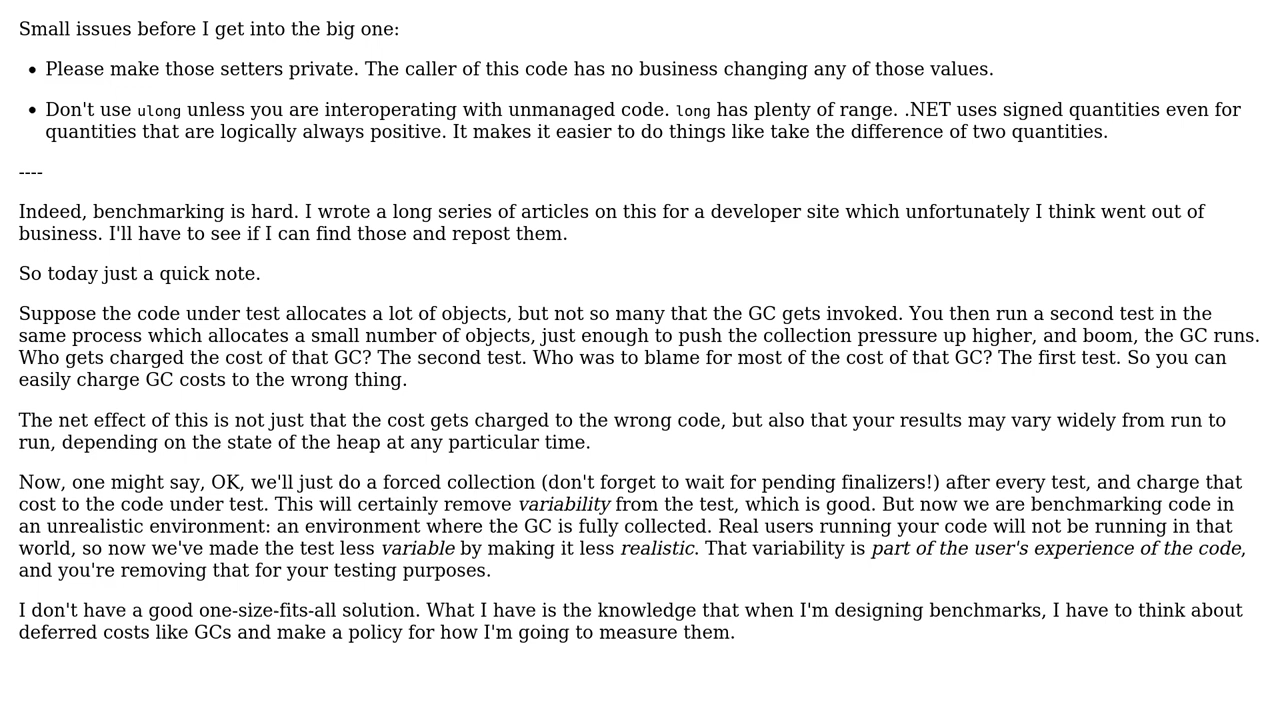 Small issues before I get into the big one:
• Please make those setters private. The caller of this code has no business changing any of those values.
• Don't use ulong unless you are interoperating with unmanaged code. long has plenty of range. .NET uses signed quantities even for
quantities that are logically always positive. It makes it easier to do things like take the difference of two quantities.
----
Indeed, benchmarking is hard. I wrote a long series of articles on this for a developer site which unfortunately I think went out of
business. I'll have to see if I can find those and repost them.
So today just a quick note.
Suppose the code under test allocates a lot of objects, but not so many that the GC gets invoked. You then run a second test in the
same process which allocates a small number of objects, just enough to push the collection pressure up higher, and boom, the GC runs.
Who gets charged the cost of that GC? The second test. Who was to blame for most of the cost of that GC? The first test. So you can
easily charge GC costs to the wrong thing.
The net effect of this is not just that the cost gets charged to the wrong code, but also that your results may vary widely from run to
run, depending on the state of the heap at any particular time.
Now, one might say, OK, we'll just do a forced collection (don't forget to wait for pending finalizers!) after every test, and charge that
cost to the code under test. This will certainly remove variability from the test, which is good. But now we are benchmarking code in
an unrealistic environment: an environment where the GC is fully collected. Real users running your code will not be running in that
world, so now we've made the test less variable by making it less realistic. That variability is part of the user's experience of the code,
and you're removing that for your testing purposes.
I don't have a good one-size-fits-all solution. What I have is the knowledge that when I'm designing benchmarks, I have to think about
deferred costs like GCs and make a policy for how I'm going to measure them.